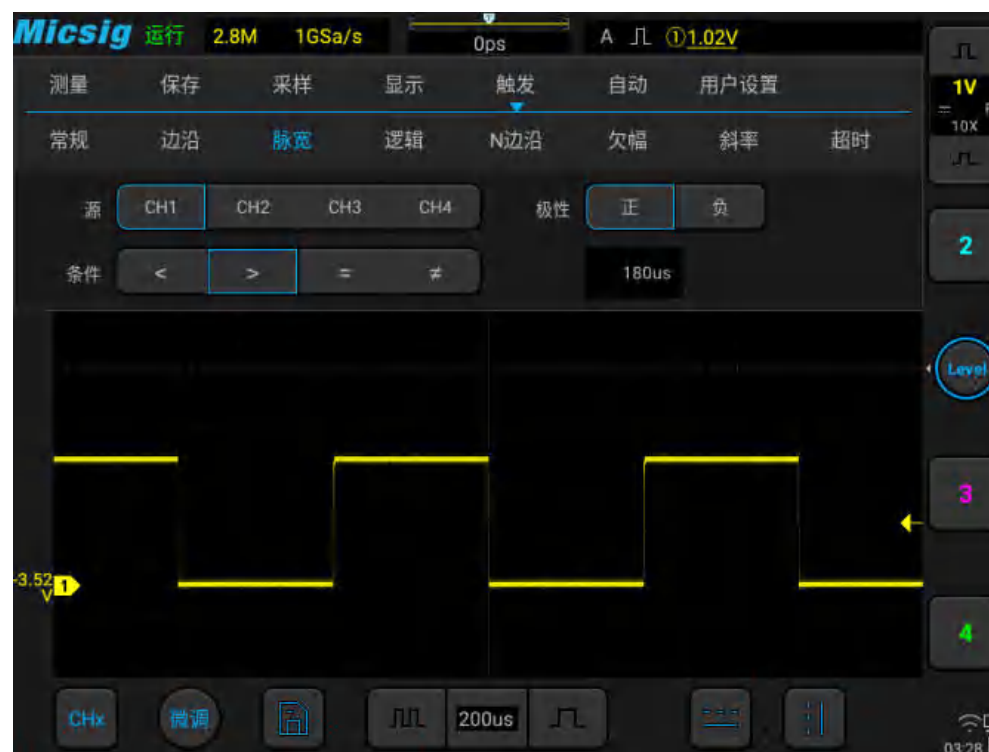 Micsig 运行 2.8M 1GSa/s 0ps A ①1.02V
测量 保存 采样 显示 触发 自动 用户设置
常规 边沿 脉宽 逻辑 N边沿 欠幅 斜率 超时
源 CH1 CH2 CH3 CH4 极性 正 负
条件 < > = ≠ 180us
1V
10X
2
Level
3
-3.52
V
1
4
CHx 微调 200us
03:28